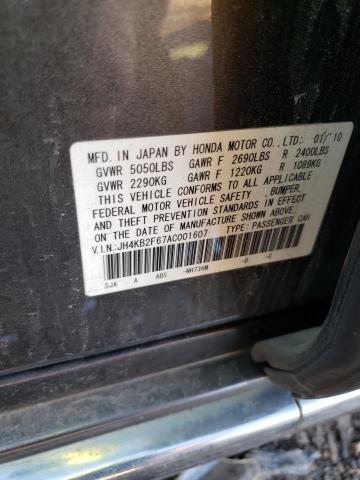 MFD. IN JAPAN BY HONDA MOTOR CO., LTD: 01/10
GVWR 5050LBS GAWR F 2690LBS R 2400LBS
GVWR 2290KG GAWR F 1220KG R 1089KG
THIS VEHICLE CONFORMS TO ALL APPLICABLE
FEDERAL MOTOR VEHICLE SAFETY, BUMPER,
AND THEFT PREVENTION STANDARDS IN EFFECT
ON THE DATE OF MANUFACTURE SHOWN ABOVE.
V.I.N:JH4KB2F67AC001607 TYPE: PASSENGER CAR
SJA A ABS -NH736M -B -G